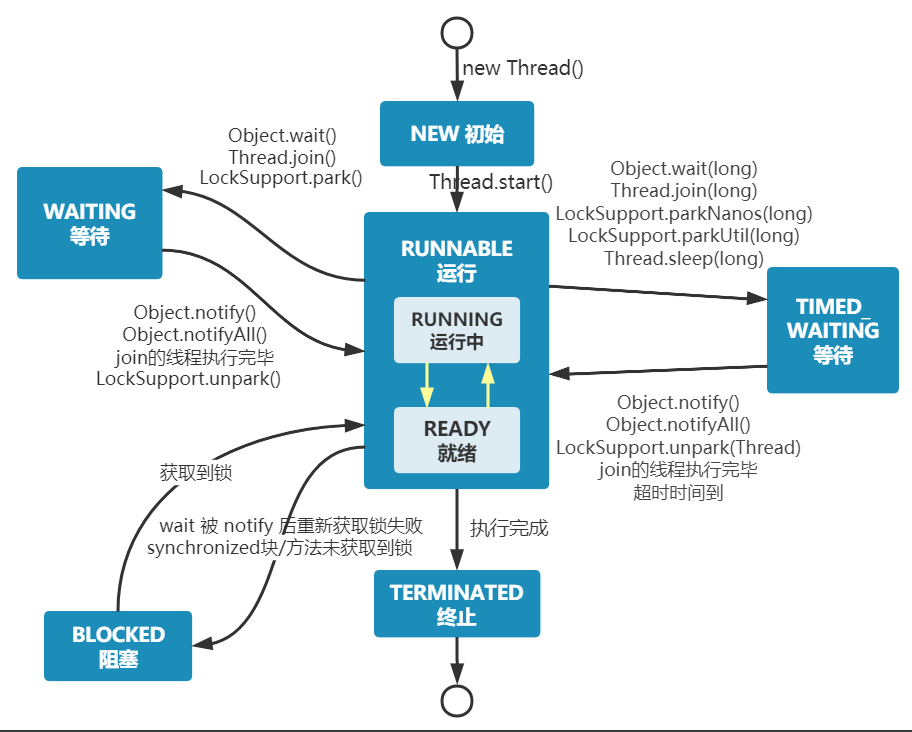 new Thread()
NEW 初始
Thread.start()
Object.wait()
Thread.join()
LockSupport.park()
WAITING
等待
Object.notify()
Object.notifyAll()
join的线程执行完毕
LockSupport.unpark()
RUNNABLE
运行
RUNNING
运行中
READY
就绪
Object.wait(long)
Thread.join(long)
LockSupport.parkNanos(long)
LockSupport.parkUtil(long)
Thread.sleep(long)
TIMED_
WAITING
等待
Object.notify()
Object.notifyAll()
LockSupport.unpark(Thread)
join的线程执行完毕
超时时间到
获取到锁
wait 被 notify 后重新获取锁失败
synchronized块/方法未获取到锁
执行完成
BLOCKED
阻塞
TERMINATED
终止